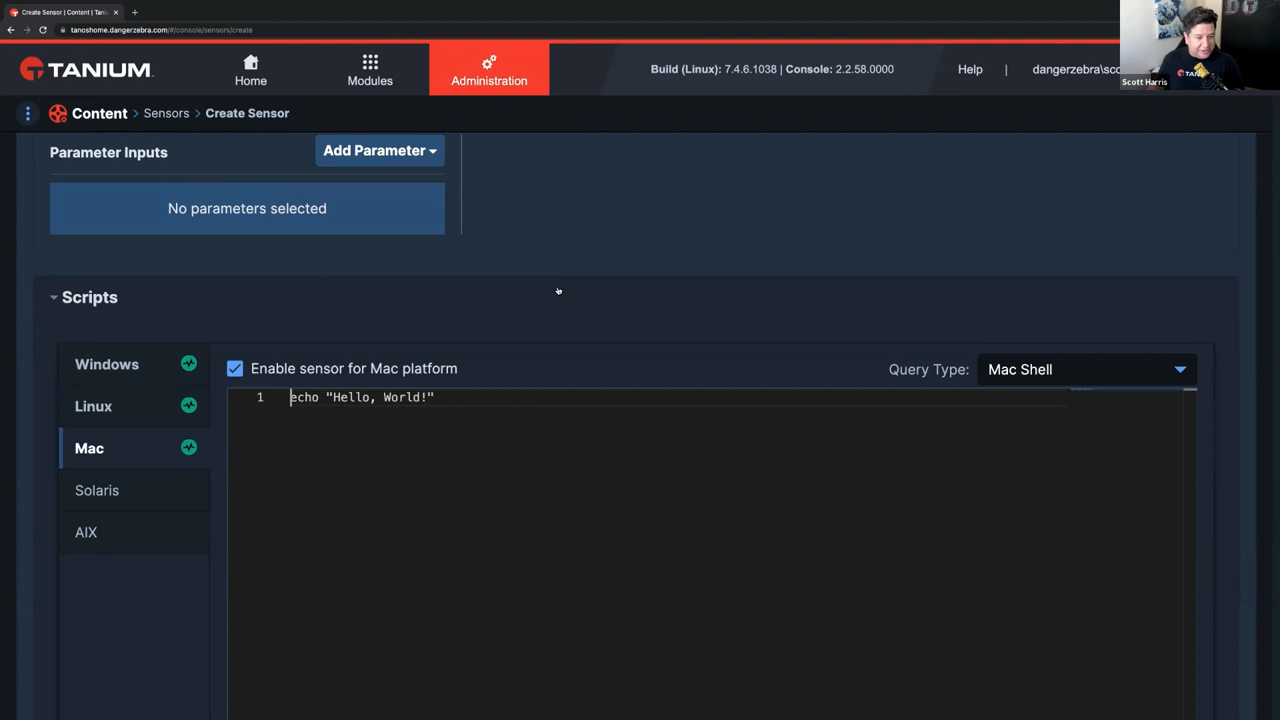 Create Sensor | Content | Tani
tanoshome.dangerzebra.com/#/console/sensors/create
TANIUM
Home
Modules
Administration
Build (Linux): 7.4.6.1038 | Console: 2.2.58.0000
Help
dangerzebra\sco
Scott Harris
Content > Sensors > Create Sensor
Parameter Inputs
Add Parameter
No parameters selected
Scripts
Windows
Linux
Mac
Solaris
AIX
Enable sensor for Mac platform
Query Type:
Mac Shell
1 echo "Hello, World!"